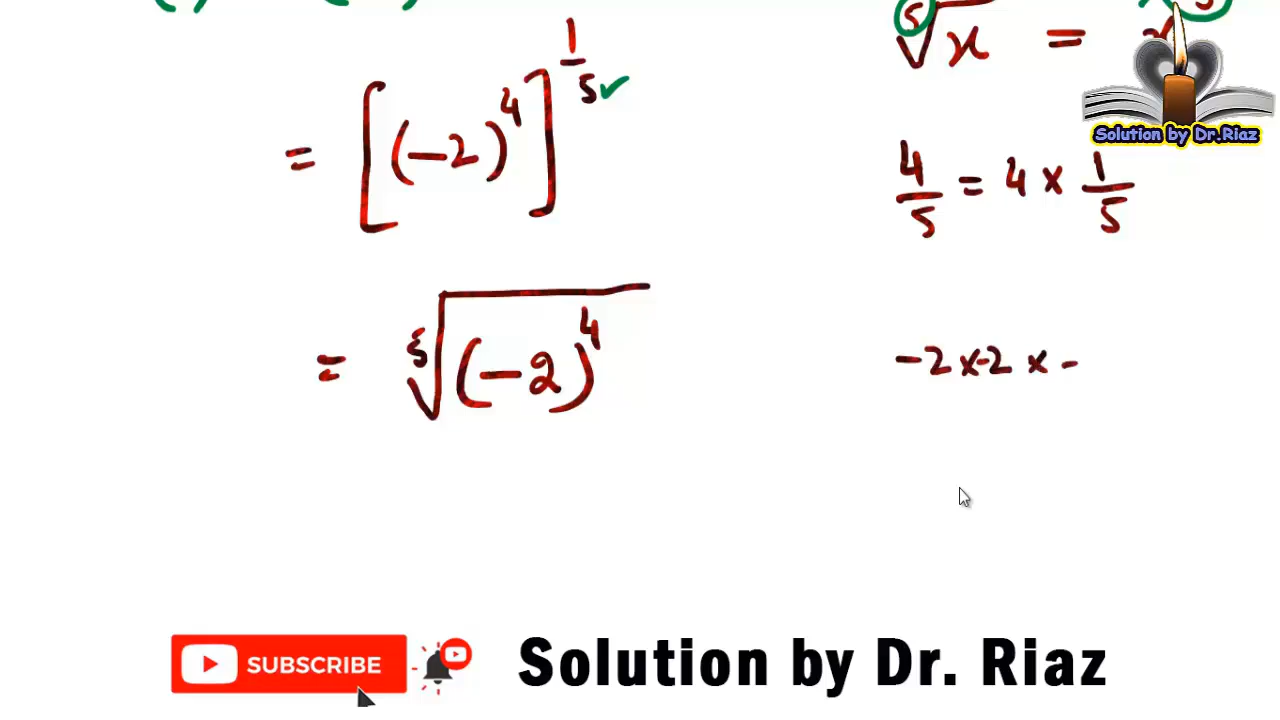 ⁵√x = x
= [(-2)⁴]^(1/5) ✓
Solution by Dr.Riaz
4/5 = 4 × 1/5
= ⁵√(-2)⁴
-2 × -2 × -
SUBSCRIBE
Solution by Dr. Riaz